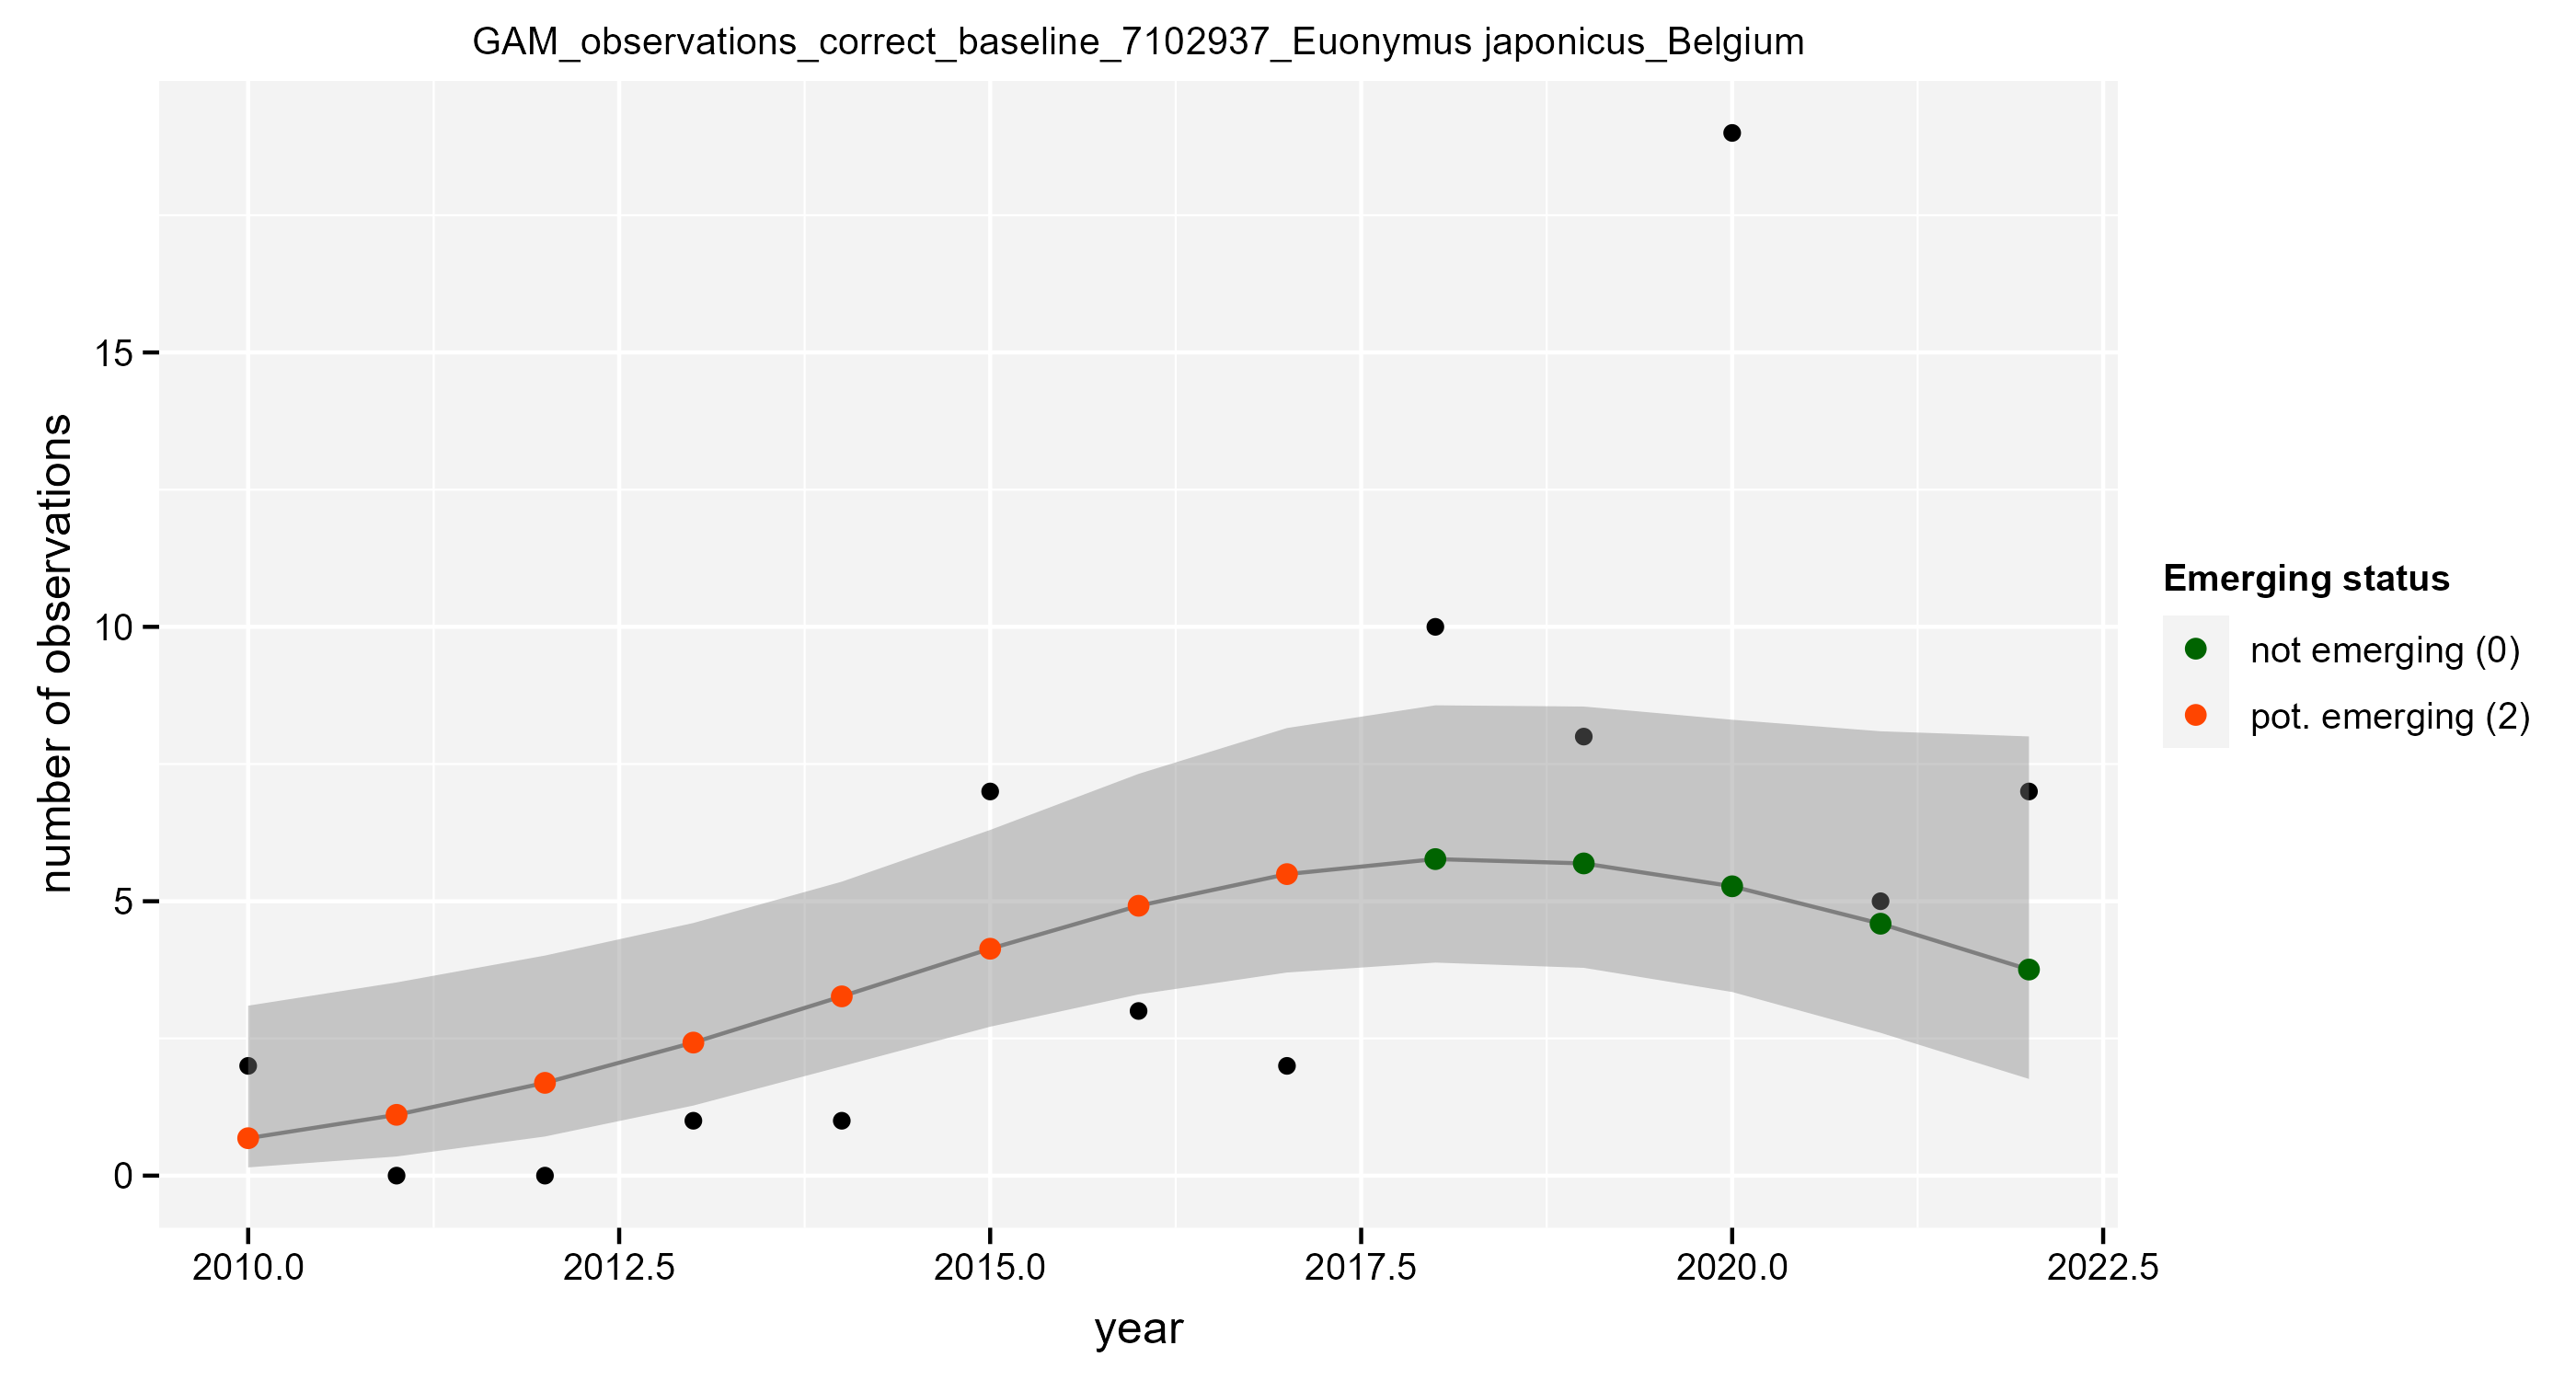 GAM_observations_correct_baseline_7102937_Euonymus japonicus_Belgium
number of observations
15
10
5
0
2010.0 2012.5 2015.0 2017.5 2020.0 2022.5
year
Emerging status
not emerging (0)
pot. emerging (2)